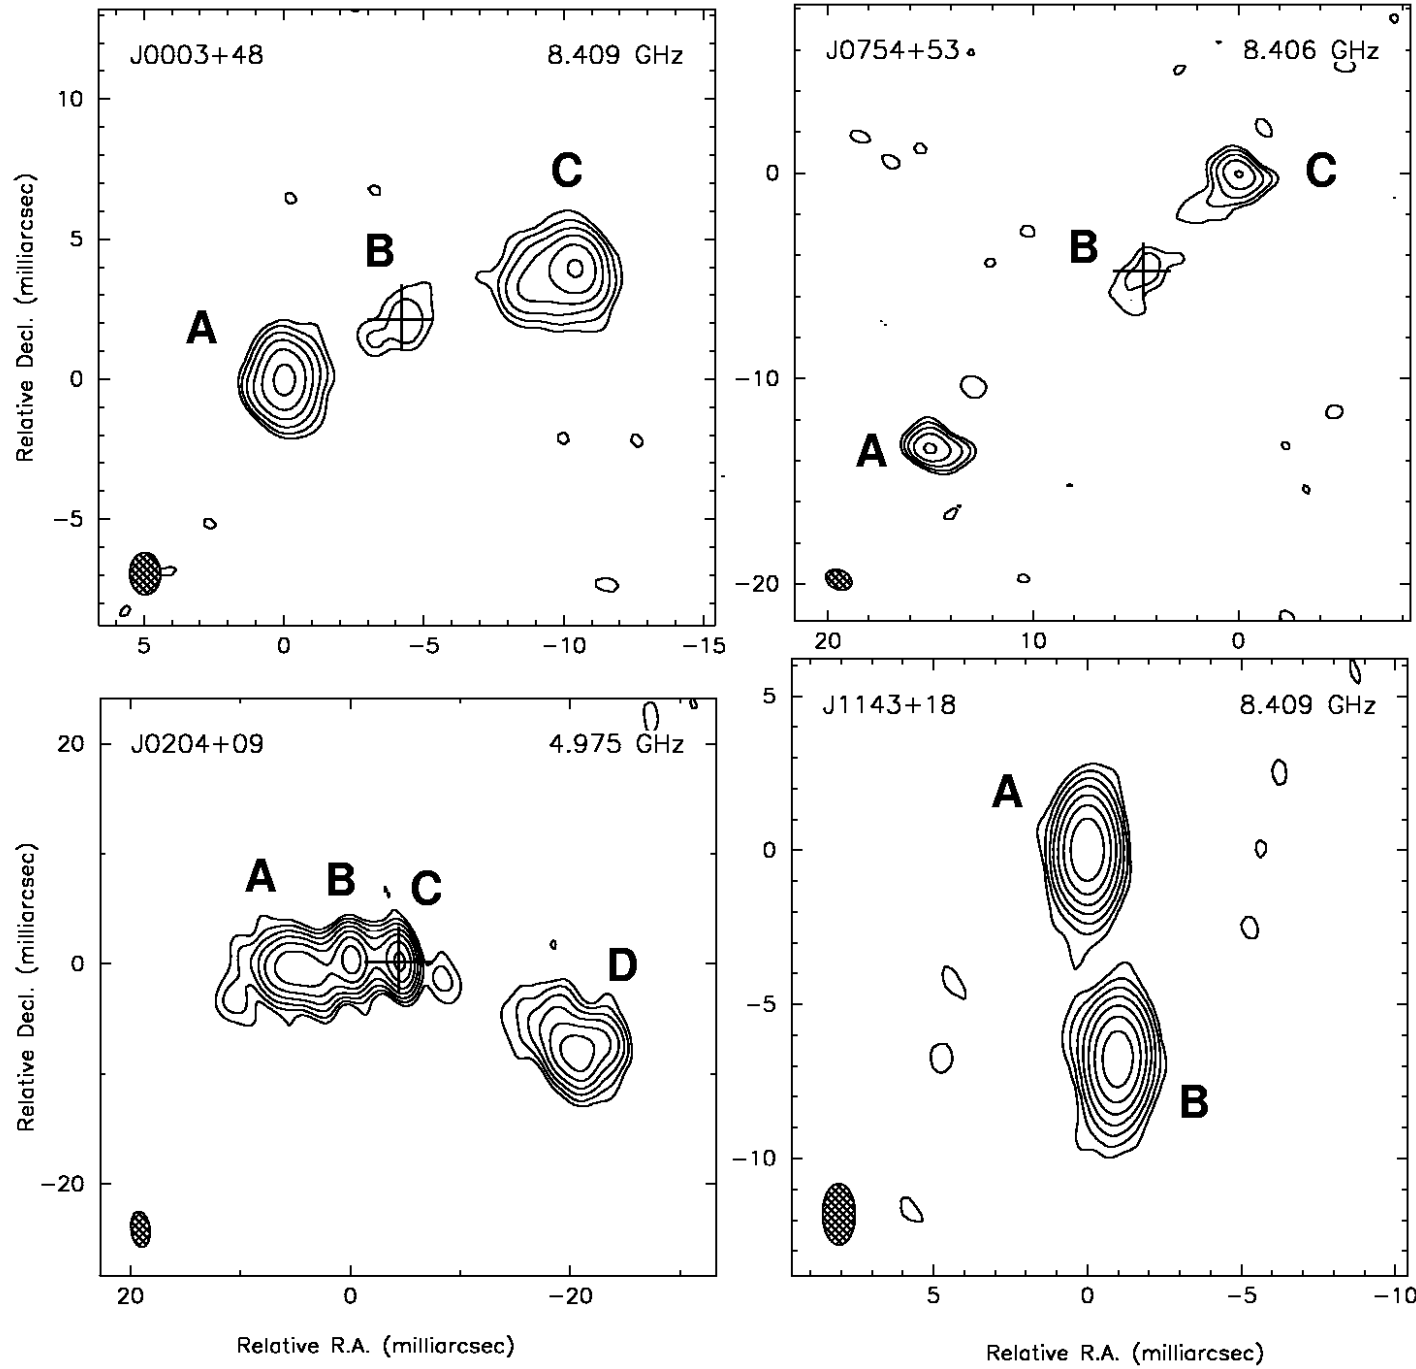 J0003+48 8.409 GHz
10
5
0
−5
A
B
C
Relative Decl. (milliarcsec)
5 0 −5 −10 −15
J0754+53 8.406 GHz
0
−10
−20
C
B
A
20 10 0
J0204+09 4.975 GHz
20
0
−20
A B C
D
Relative Decl. (milliarcsec)
20 0 −20
Relative R.A. (milliarcsec)
J1143+18 8.409 GHz
5
0
−5
−10
A
B
5 0 −5 −10
Relative R.A. (milliarcsec)